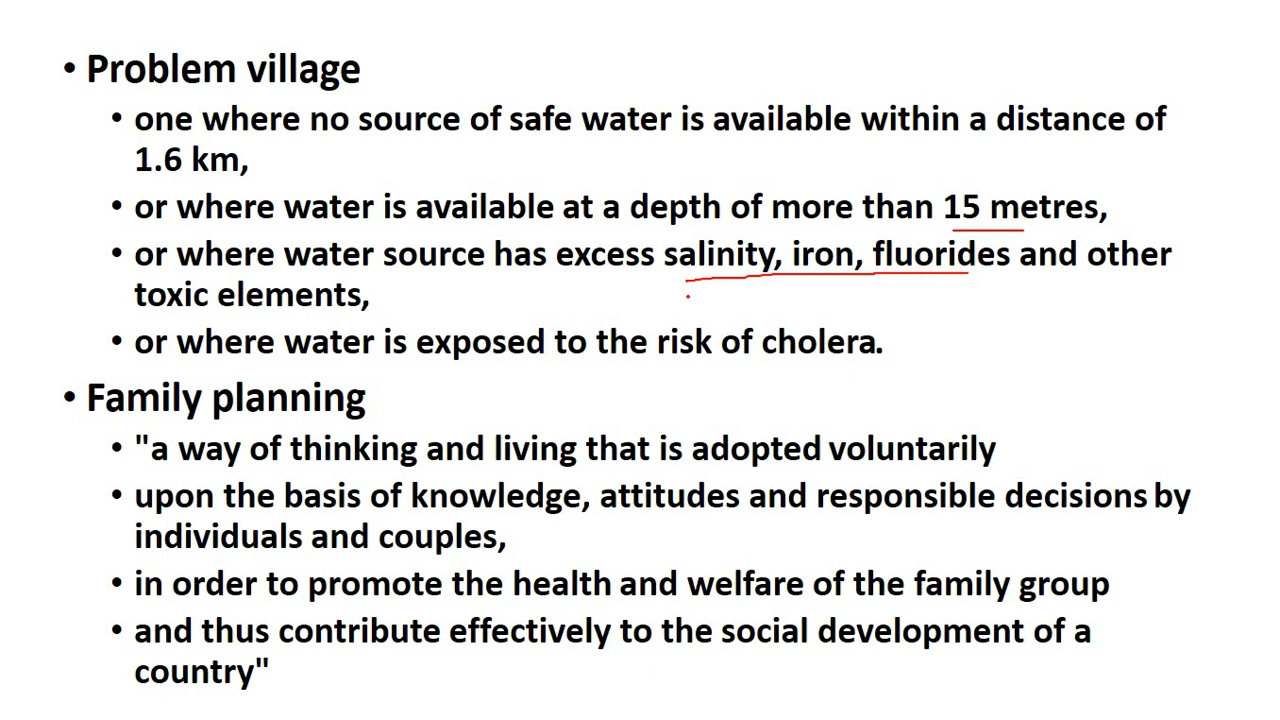 • Problem village
• one where no source of safe water is available within a distance of
1.6 km,
• or where water is available at a depth of more than 15 metres,
• or where water source has excess salinity, iron, fluorides and other
toxic elements,
• or where water is exposed to the risk of cholera.
• Family planning
• "a way of thinking and living that is adopted voluntarily
• upon the basis of knowledge, attitudes and responsible decisions by
individuals and couples,
• in order to promote the health and welfare of the family group
• and thus contribute effectively to the social development of a
country"